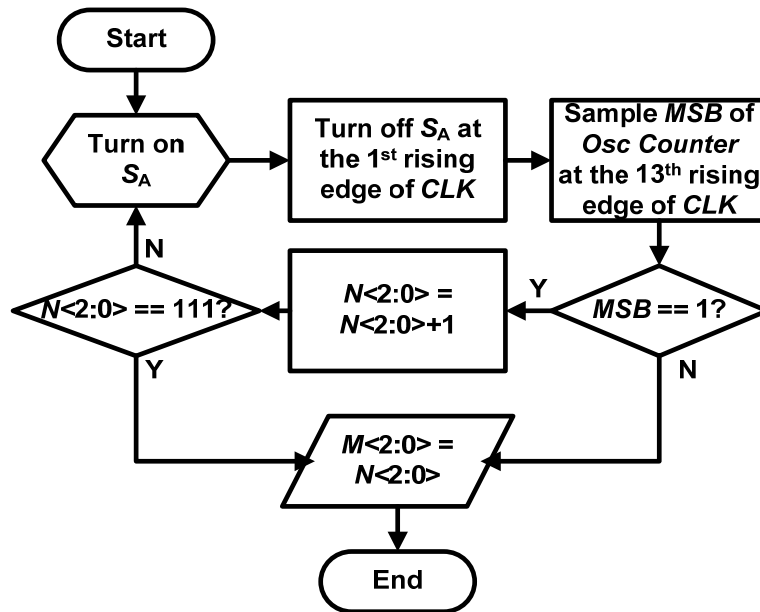 Start
Turn on
S_A
Turn off S_A at
the 1st rising
edge of CLK
Sample MSB of
Osc Counter
at the 13th rising
edge of CLK
MSB == 1?
Y
N
N<2:0> =
N<2:0>+1
N<2:0> == 111?
N
Y
M<2:0> =
N<2:0>
End